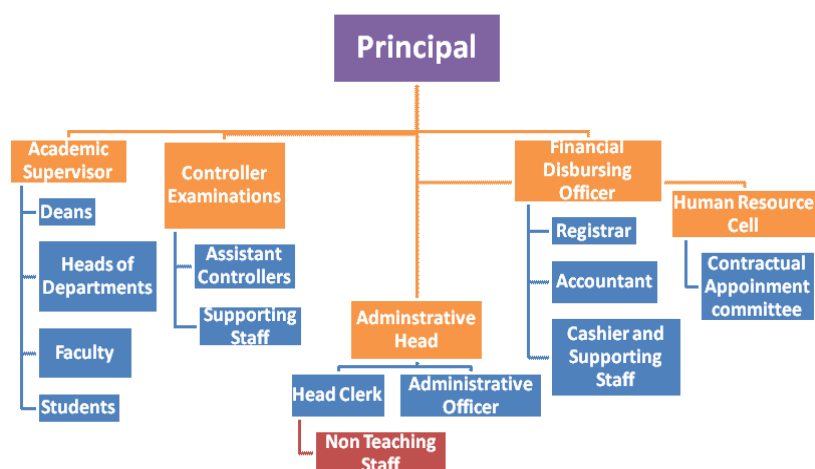 Principal
Academic
Supervisor
Deans
Heads of
Departments
Faculty
Students
Controller
Examinations
Assistant
Controllers
Supporting
Staff
Adminstrative
Head
Head Clerk
Non Teaching
Staff
Administrative
Officer
Financial
Disbursing
Officer
Registrar
Accountant
Cashier and
Supporting
Staff
Human Resource
Cell
Contractual
Appoinment
committee